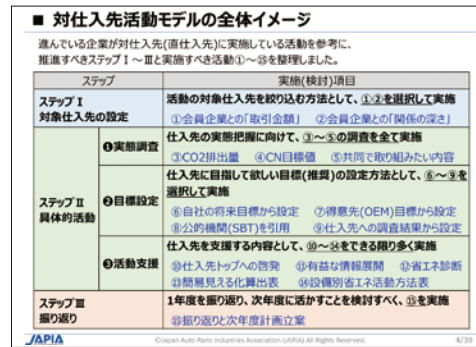 ■ 対仕入先活動モデルの全体イメージ
進んでいる企業が対仕入先(直仕入先)に実施している活動を参考に、
推進すべきステップⅠ～Ⅲと実施すべき活動①～⑮を整理しました。
ステップ
実施(検討)項目
ステップⅠ
対象仕入先の設定
活動の対象仕入先を絞り込む方法として、①②を選択して実施
①会員企業との「取引金額」 ②会員企業との「関係の深さ」
ステップⅡ
具体的活動
❶実態調査
仕入先の実態把握に向けて、③～⑤の調査を全て実施
③CO2排出量 ④CN目標値 ⑤共同で取り組みたい内容
❷目標設定
仕入先に目指して欲しい目標(推奨)の設定方法として、⑥～⑨を
選択して実施
⑥自社の将来目標から設定 ⑦得意先(OEM)目標から設定
⑧公的機関(SBT)を引用 ⑨仕入先への調査結果から設定
❸活動支援
仕入先を支援する内容として、⑩～⑭をできる限り多く実施
⑩仕入先トップへの啓発 ⑪有益な情報展開 ⑫省エネ診断
⑬簡易見える化算出表 ⑭設備別省エネ活動方法表
ステップⅢ
振り返り
1年度を振り返り、次年度に活かすことを検討すべく、⑮を実施
⑮振り返りと次年度計画立案
JAPIA
©Japan Auto Parts Industries Association (JAPIA) All Rights Reserved.
4/39